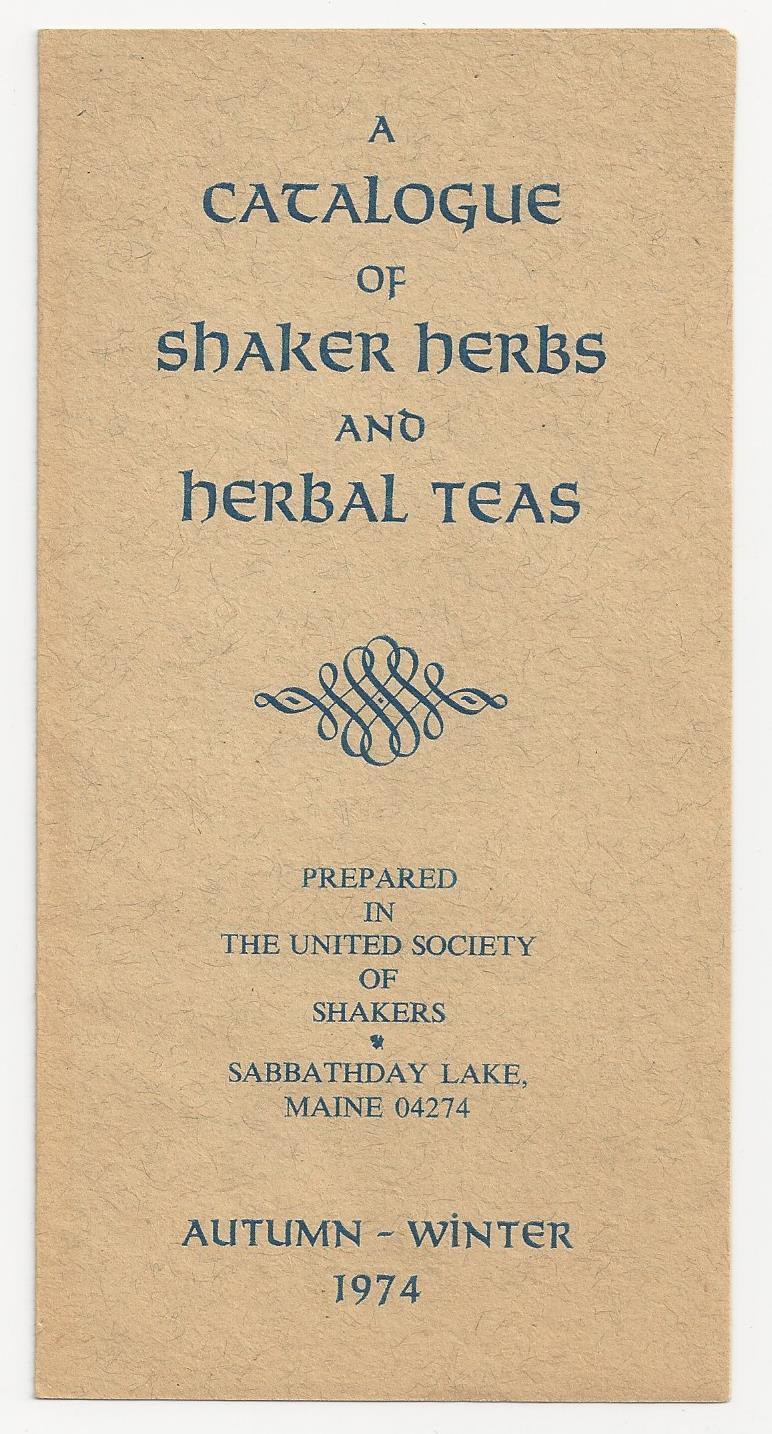 A
CATALOGUE
OF
SHAKER HERBS
AND
HERBAL TEAS
PREPARED
IN
THE UNITED SOCIETY
OF
SHAKERS
SABBATHDAY LAKE,
MAINE 04274
AUTUMN - WINTER
1974